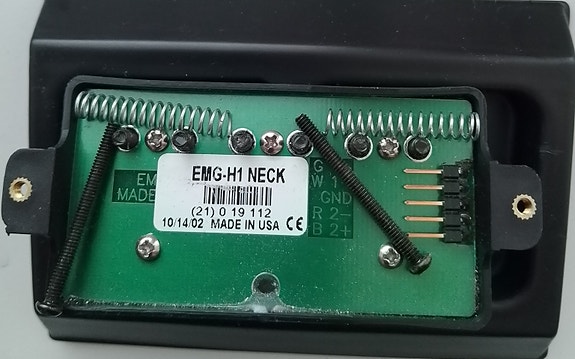 EMG-H1 NECK
(21) 0 19 112
10/14/02 MADE IN USA CE
EM
MADE
G
W 1
GND
R 2-
B 2+